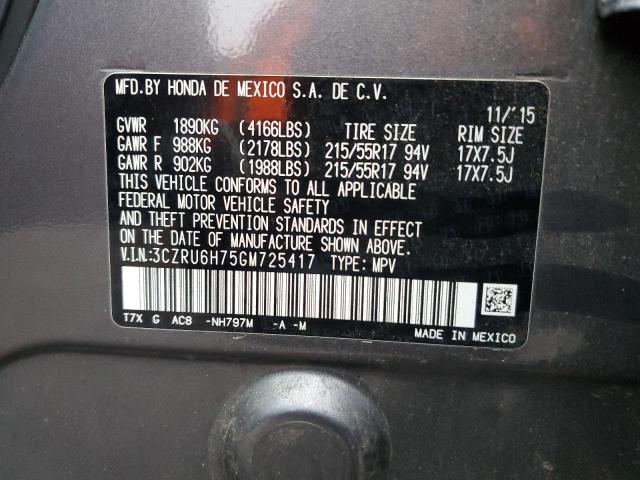 MFD.BY HONDA DE MEXICO S.A. DE C.V.
11/'15
GVWR 1890KG (4166LBS) TIRE SIZE RIM SIZE
GAWR F 988KG (2178LBS) 215/55R17 94V 17X7.5J
GAWR R 902KG (1988LBS) 215/55R17 94V 17X7.5J
THIS VEHICLE CONFORMS TO ALL APPLICABLE
FEDERAL MOTOR VEHICLE SAFETY
AND THEFT PREVENTION STANDARDS IN EFFECT
ON THE DATE OF MANUFACTURE SHOWN ABOVE.
V.I.N.:3CZRU6H75GM725417 TYPE: MPV
T7X G AC8 -NH797M -A -M
MADE IN MEXICO